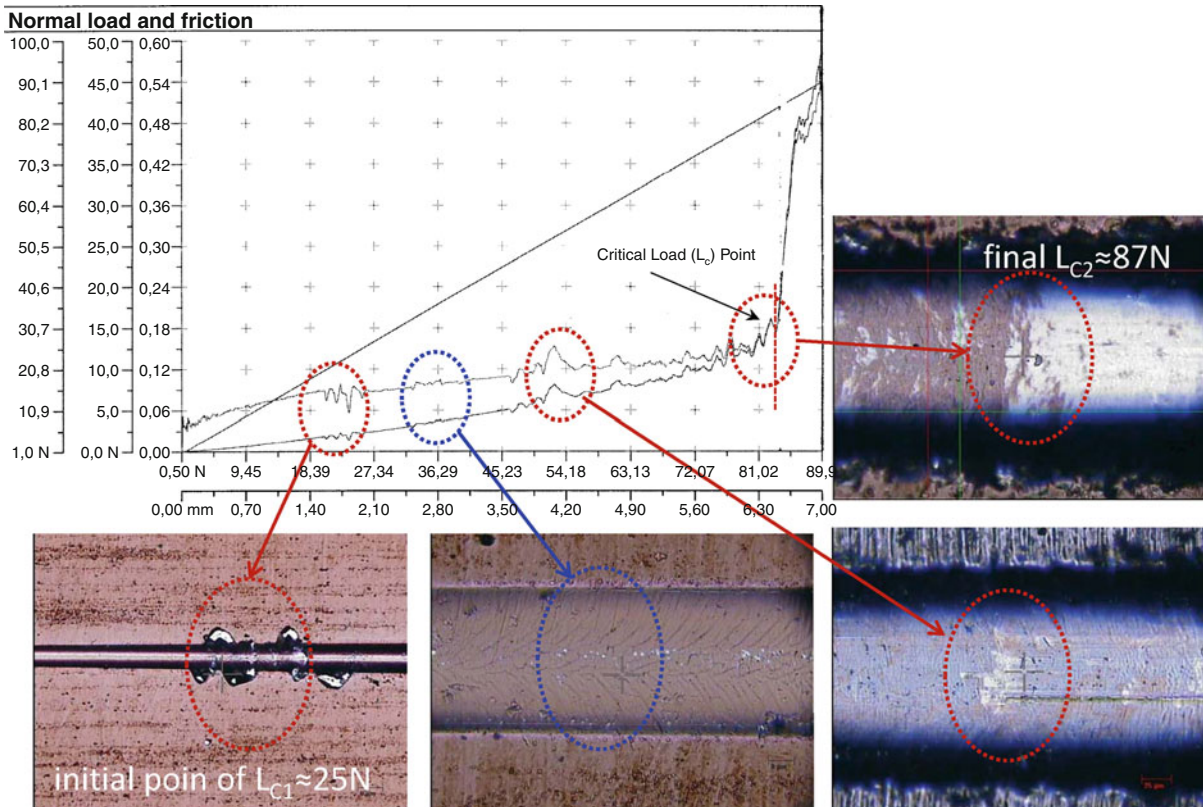 Normal load and friction
100,0 50,0 0,60
90,1 45,0 0,54
80,2 40,0 0,48
70,3 35,0 0,42
60,4 30,0 0,36
50,5 25,0 0,30
40,6 20,0 0,24
30,7 15,0 0,18
20,8 10,0 0,12
10,9 5,0 0,06
1,0 N 0,0 N 0,00
Critical Load (Lc) Point
0,50 N 9,45 18,39 27,34 36,29 45,23 54,18 63,13 72,07 81,02 89,9
0,00 mm 0,70 1,40 2,10 2,80 3,50 4,20 4,90 5,60 6,30 7,00
final LC2≈87N
initial poin of LC1≈25N